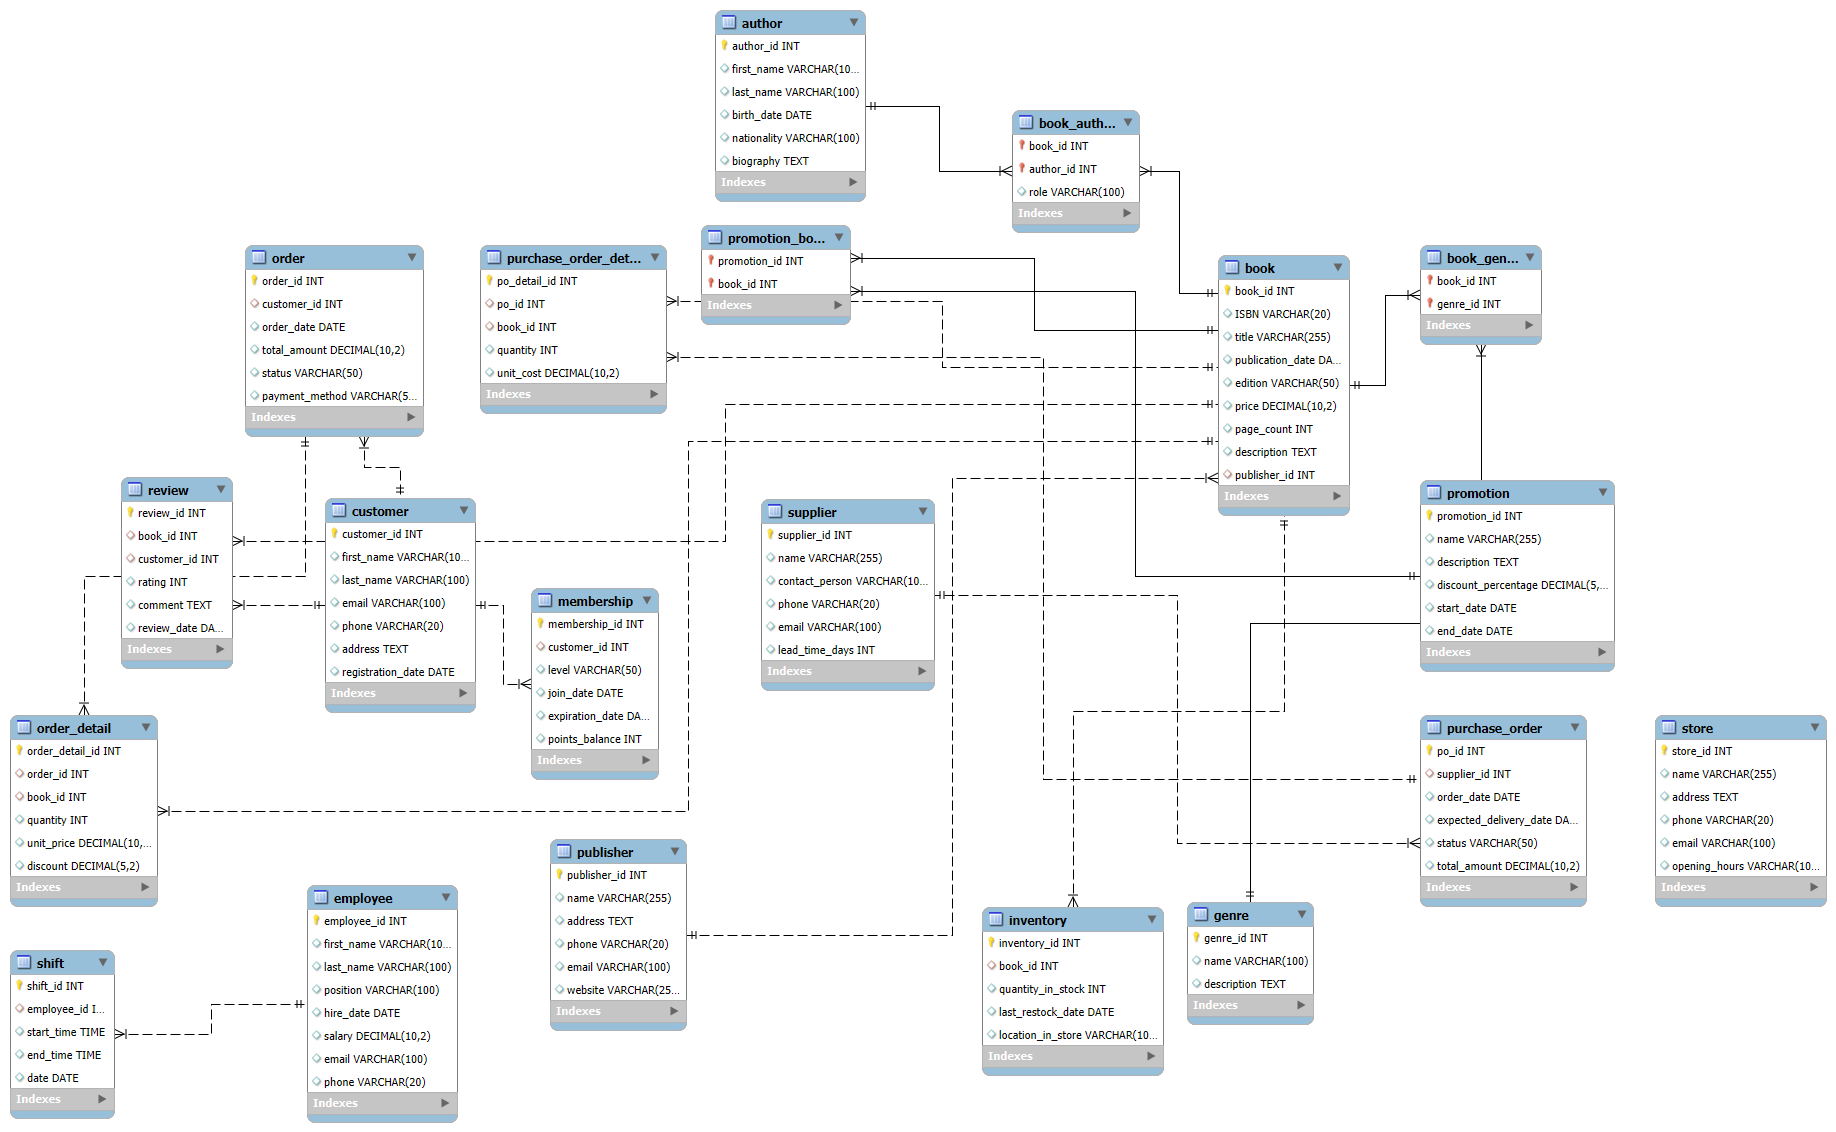 author
author_id INT
first_name VARCHAR(10...
last_name VARCHAR(100)
birth_date DATE
nationality VARCHAR(100)
biography TEXT
Indexes
book_auth...
book_id INT
author_id INT
role VARCHAR(100)
Indexes
promotion_bo...
promotion_id INT
book_id INT
Indexes
order
order_id INT
customer_id INT
order_date DATE
total_amount DECIMAL(10,2)
status VARCHAR(50)
payment_method VARCHAR(5...
Indexes
purchase_order_det...
po_detail_id INT
po_id INT
book_id INT
quantity INT
unit_cost DECIMAL(10,2)
Indexes
book
book_id INT
ISBN VARCHAR(20)
title VARCHAR(255)
publication_date DA...
edition VARCHAR(50)
price DECIMAL(10,2)
page_count INT
description TEXT
publisher_id INT
Indexes
book_gen...
book_id INT
genre_id INT
Indexes
review
review_id INT
book_id INT
customer_id INT
rating INT
comment TEXT
review_date DA...
Indexes
customer
customer_id INT
first_name VARCHAR(10...
last_name VARCHAR(100)
email VARCHAR(100)
phone VARCHAR(20)
address TEXT
registration_date DATE
Indexes
membership
membership_id INT
customer_id INT
level VARCHAR(50)
join_date DATE
expiration_date DA...
points_balance INT
Indexes
supplier
supplier_id INT
name VARCHAR(255)
contact_person VARCHAR(10...
phone VARCHAR(20)
email VARCHAR(100)
lead_time_days INT
Indexes
promotion
promotion_id INT
name VARCHAR(255)
description TEXT
discount_percentage DECIMAL(5,...
start_date DATE
end_date DATE
Indexes
order_detail
order_detail_id INT
order_id INT
book_id INT
quantity INT
unit_price DECIMAL(10,...
discount DECIMAL(5,2)
Indexes
purchase_order
po_id INT
supplier_id INT
order_date DATE
expected_delivery_date DA...
status VARCHAR(50)
total_amount DECIMAL(10,2)
Indexes
store
store_id INT
name VARCHAR(255)
address TEXT
phone VARCHAR(20)
email VARCHAR(100)
opening_hours VARCHAR(10...
Indexes
publisher
publisher_id INT
name VARCHAR(255)
address TEXT
phone VARCHAR(20)
email VARCHAR(100)
website VARCHAR(25...
Indexes
employee
employee_id INT
first_name VARCHAR(10...
last_name VARCHAR(100)
position VARCHAR(100)
hire_date DATE
salary DECIMAL(10,2)
email VARCHAR(100)
phone VARCHAR(20)
Indexes
inventory
inventory_id INT
book_id INT
quantity_in_stock INT
last_restock_date DATE
location_in_store VARCHAR(10...
Indexes
genre
genre_id INT
name VARCHAR(100)
description TEXT
Indexes
shift
shift_id INT
employee_id I...
start_time TIME
end_time TIME
date DATE
Indexes